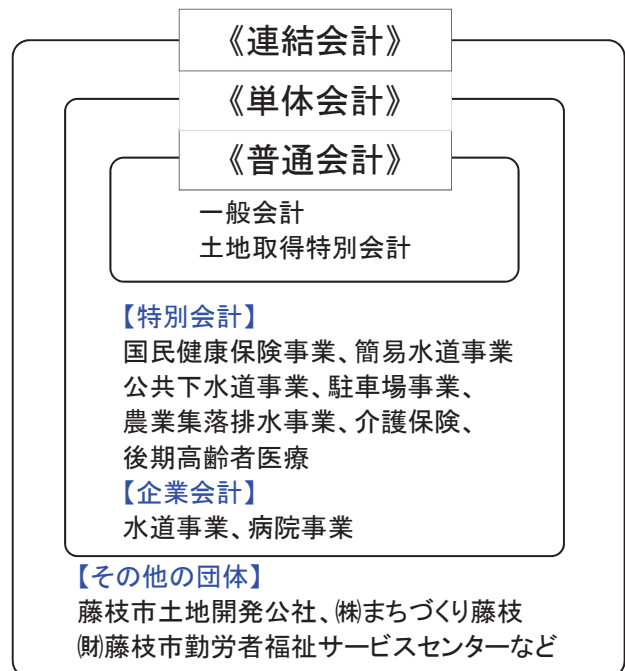 《連結会計》
《単体会計》
《普通会計》
一般会計
土地取得特別会計
【特別会計】
国民健康保険事業、簡易水道事業
公共下水道事業、駐車場事業、
農業集落排水事業、介護保険、
後期高齢者医療
【企業会計】
水道事業、病院事業
【その他の団体】
藤枝市土地開発公社、㈱まちづくり藤枝
㈶藤枝市勤労者福祉サービスセンターなど